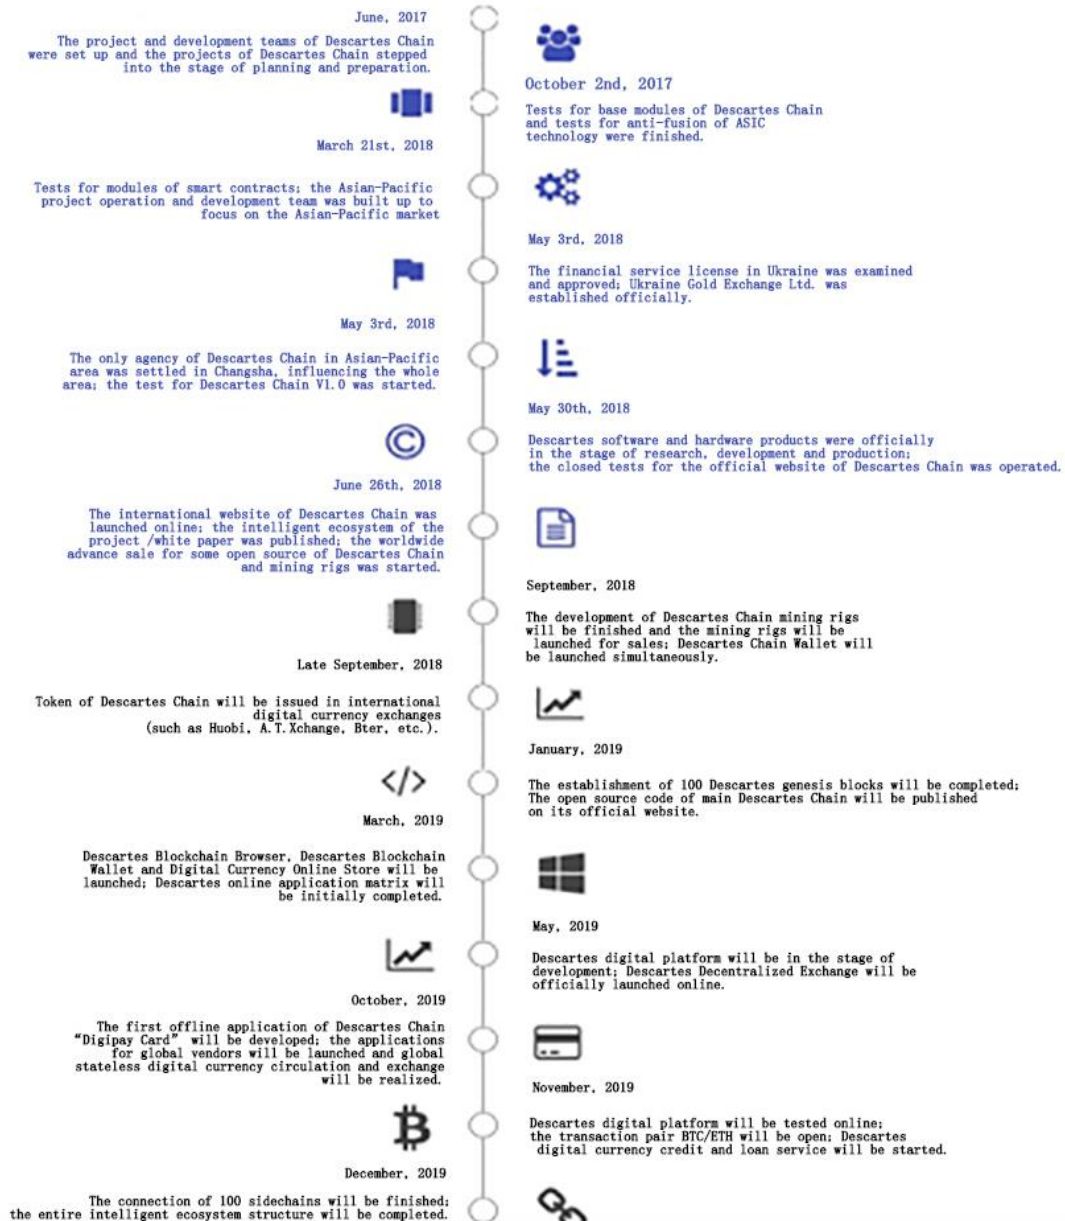 June, 2017
The project and development teams of Descartes Chain
were set up and the projects of Descartes Chain stepped
into the stage of planning and preparation.
October 2nd, 2017
Tests for base modules of Descartes Chain
and tests for anti-fusion of ASIC
technology were finished.
March 21st, 2018
Tests for modules of smart contracts; the Asian-Pacific
project operation and development team was built up to
focus on the Asian-Pacific market
May 3rd, 2018
The financial service license in Ukraine was examined
and approved; Ukraine Gold Exchange Ltd. was
established officially.
May 3rd, 2018
The only agency of Descartes Chain in Asian-Pacific
area was settled in Changsha, influencing the whole
area; the test for Descartes Chain V1.0 was started.
May 30th, 2018
Descartes software and hardware products were officially
in the stage of research, development and production;
the closed tests for the official website of Descartes Chain was operated.
June 26th, 2018
The international website of Descartes Chain was
launched online; the intelligent ecosystem of the
project /white paper was published; the worldwide
advance sale for some open source of Descartes Chain
and mining rigs was started.
September, 2018
The development of Descartes Chain mining rigs
will be finished and the mining rigs will be
launched for sales; Descartes Chain Wallet will
be launched simultaneously.
Late September, 2018
Token of Descartes Chain will be issued in international
digital currency exchanges
(such as Huobi, A.T.Xchange, Bter, etc.).
January, 2019
The establishment of 100 Descartes genesis blocks will be completed;
The open source code of main Descartes Chain will be published
on its official website.
March, 2019
Descartes Blockchain Browser, Descartes Blockchain
Wallet and Digital Currency Online Store will be
launched; Descartes online application matrix will
be initially completed.
May, 2019
Descartes digital platform will be in the stage of
development; Descartes Decentralized Exchange will be
officially launched online.
October, 2019
The first offline application of Descartes Chain
“Digipay Card” will be developed; the applications
for global vendors will be launched and global
stateless digital currency circulation and exchange
will be realized.
November, 2019
Descartes digital platform will be tested online;
the transaction pair BTC/ETH will be open; Descartes
digital currency credit and loan service will be started.
December, 2019
The connection of 100 sidechains will be finished;
the entire intelligent ecosystem structure will be completed.